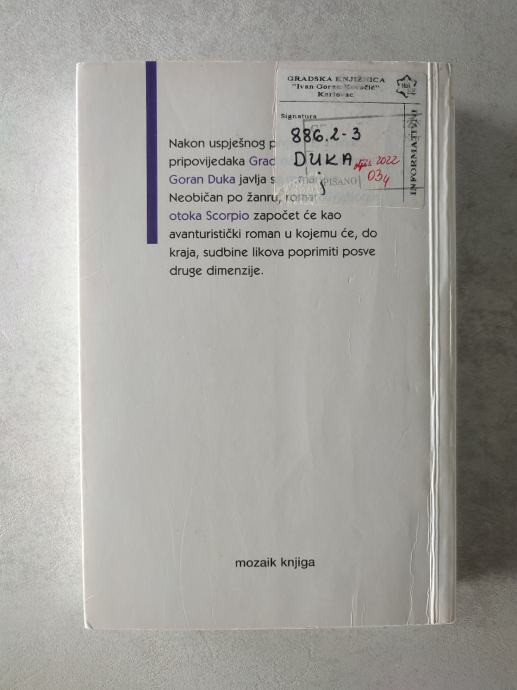 GRADSKA KNJIŽNICA
"Ivan Goran Kovačić"
Karlovac
Signatura
INFORMATIVNI
886.2-3
DUKA
j
2022
034
Nakon uspješnog
pripovijedaka Grad
Goran Duka javlja
Neobičan po žanru,
otoka Scorpio započet će kao
avanturistički roman u kojemu će, do
kraja, sudbine likova poprimiti posve
druge dimenzije.
mozaik knjiga